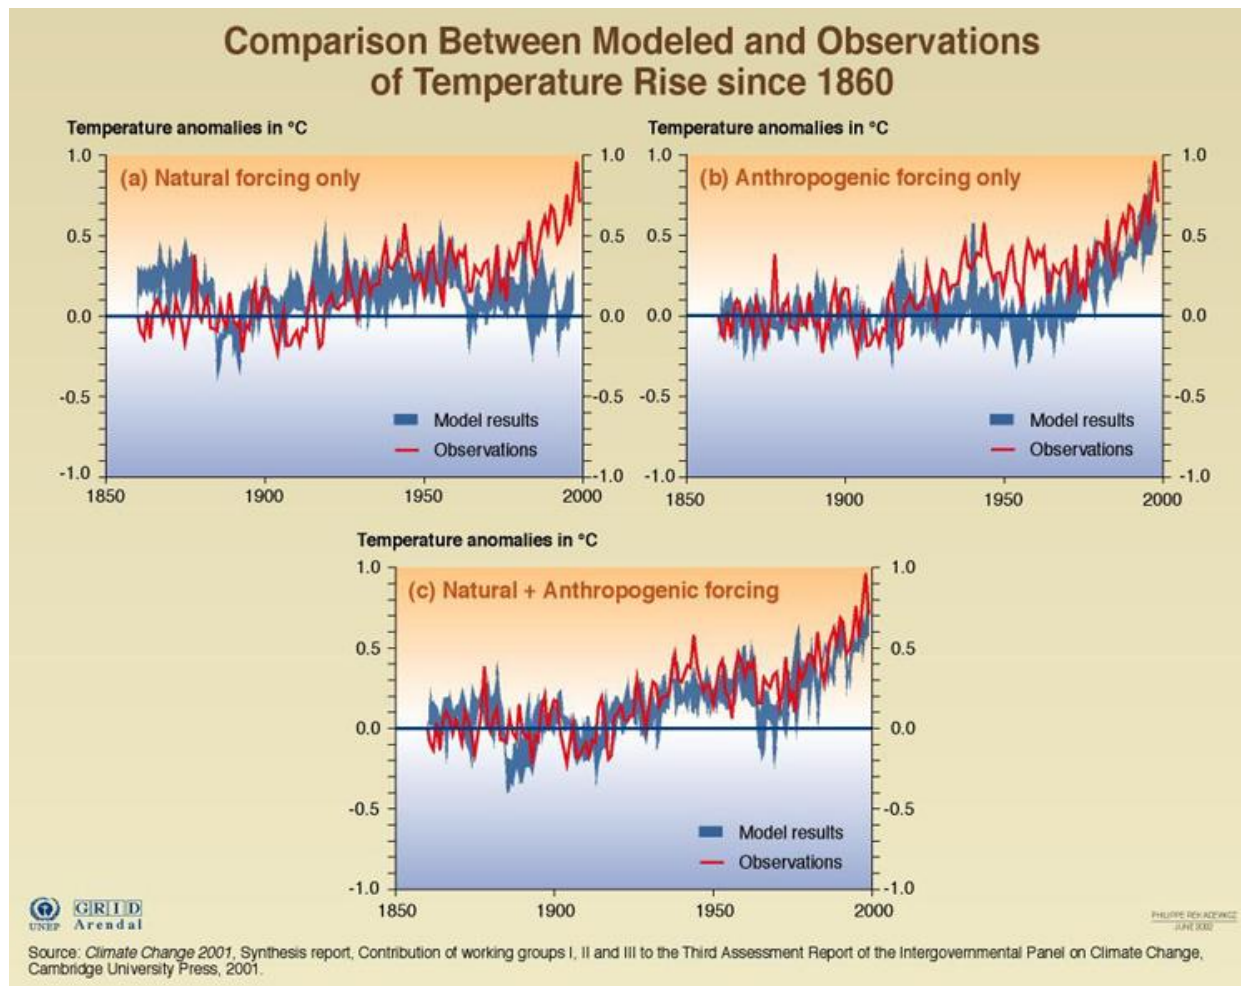 Comparison Between Modeled and Observations
of Temperature Rise since 1860
Temperature anomalies in °C
1.0
0.5
0.0
-0.5
-1.0
(a) Natural forcing only
Model results
Observations
1.0
0.5
0.0
-0.5
-1.0
1850 1900 1950 2000
Temperature anomalies in °C
1.0
0.5
0.0
-0.5
-1.0
(b) Anthropogenic forcing only
Model results
Observations
1.0
0.5
0.0
-0.5
-1.0
1850 1900 1950 2000
Temperature anomalies in °C
1.0
0.5
0.0
-0.5
-1.0
(c) Natural + Anthropogenic forcing
Model results
Observations
1.0
0.5
0.0
-0.5
-1.0
1850 1900 1950 2000
UNEP
GRID
Arendal
PHILIPPE REKACEWICZ
JUNE 2002
Source: Climate Change 2001, Synthesis report, Contribution of working groups I, II and III to the Third Assessment Report of the Intergovernmental Panel on Climate Change,
Cambridge University Press, 2001.